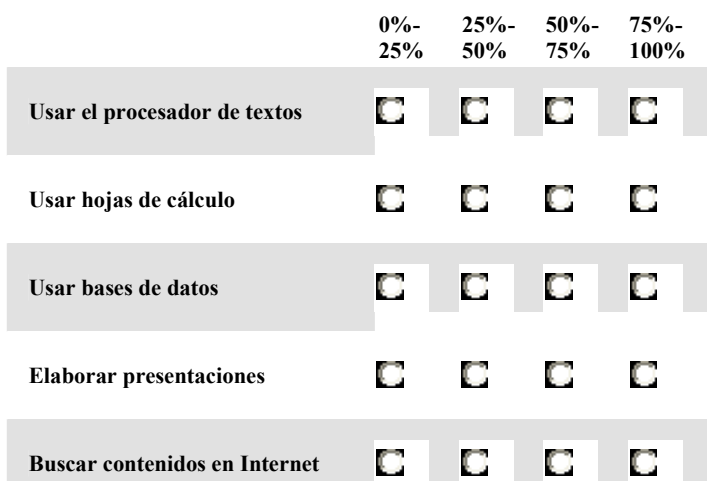 0%- 25%- 50%- 75%-
25% 50% 75% 100%
Usar el procesador de textos
Usar hojas de cálculo
Usar bases de datos
Elaborar presentaciones
Buscar contenidos en Internet